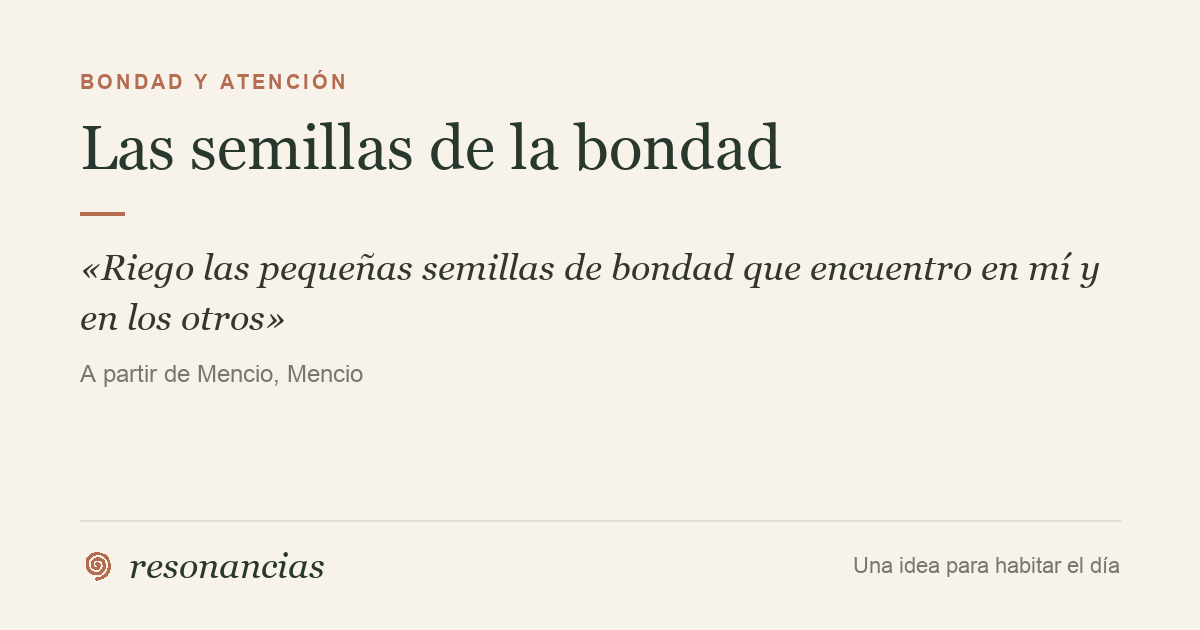 BONDAD Y ATENCIÓN
Las semillas de la bondad
«Riego las pequeñas semillas de bondad que encuentro en mí y
en los otros»
A partir de Mencio, Mencio
resonancias
Una idea para habitar el día